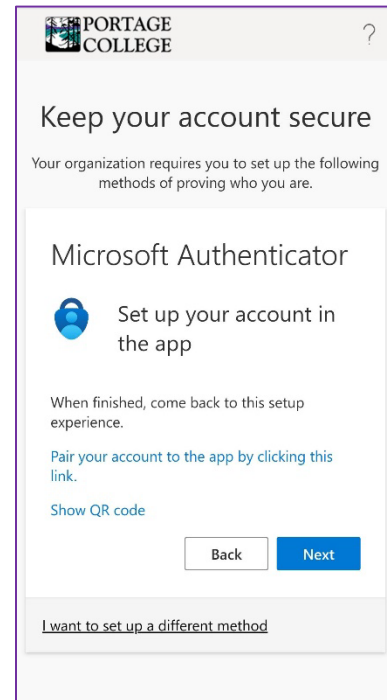 PORTAGE
COLLEGE
?
Keep your account secure
Your organization requires you to set up the following
methods of proving who you are.
Microsoft Authenticator
Set up your account in
the app
When finished, come back to this setup
experience.
Pair your account to the app by clicking this
link.
Show QR code
Back Next
I want to set up a different method